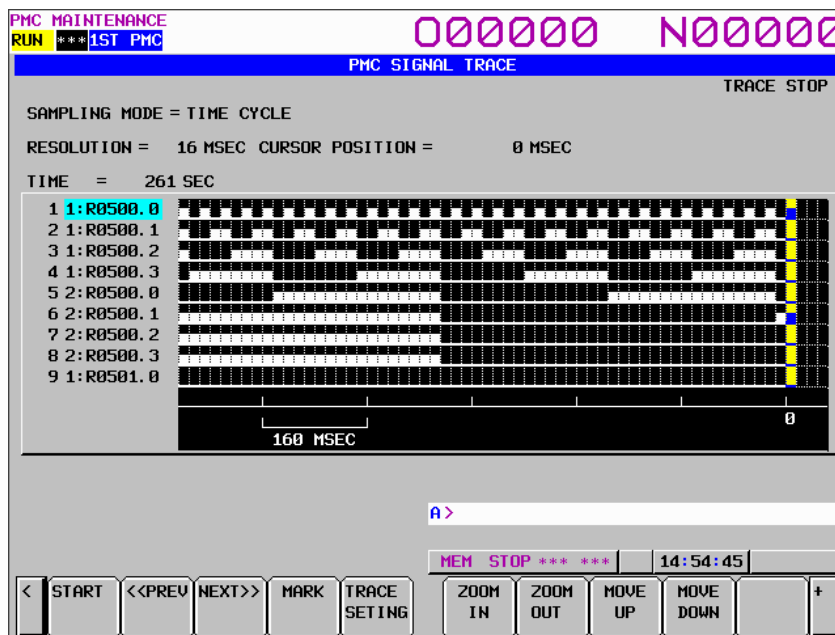 PMC MAINTENANCE
RUN ***1ST PMC O00000 N00000
PMC SIGNAL TRACE
TRACE STOP
SAMPLING MODE = TIME CYCLE
RESOLUTION = 16 MSEC CURSOR POSITION = 0 MSEC
TIME = 261 SEC
1 1:R0500.0
2 1:R0500.1
3 1:R0500.2
4 1:R0500.3
5 2:R0500.0
6 2:R0500.1
7 2:R0500.2
8 2:R0500.3
9 1:R0501.0
0
160 MSEC
A>
MEM STOP *** *** 14:54:45
< START <<PREV NEXT>> MARK TRACE SETING ZOOM IN ZOOM OUT MOVE UP MOVE DOWN +